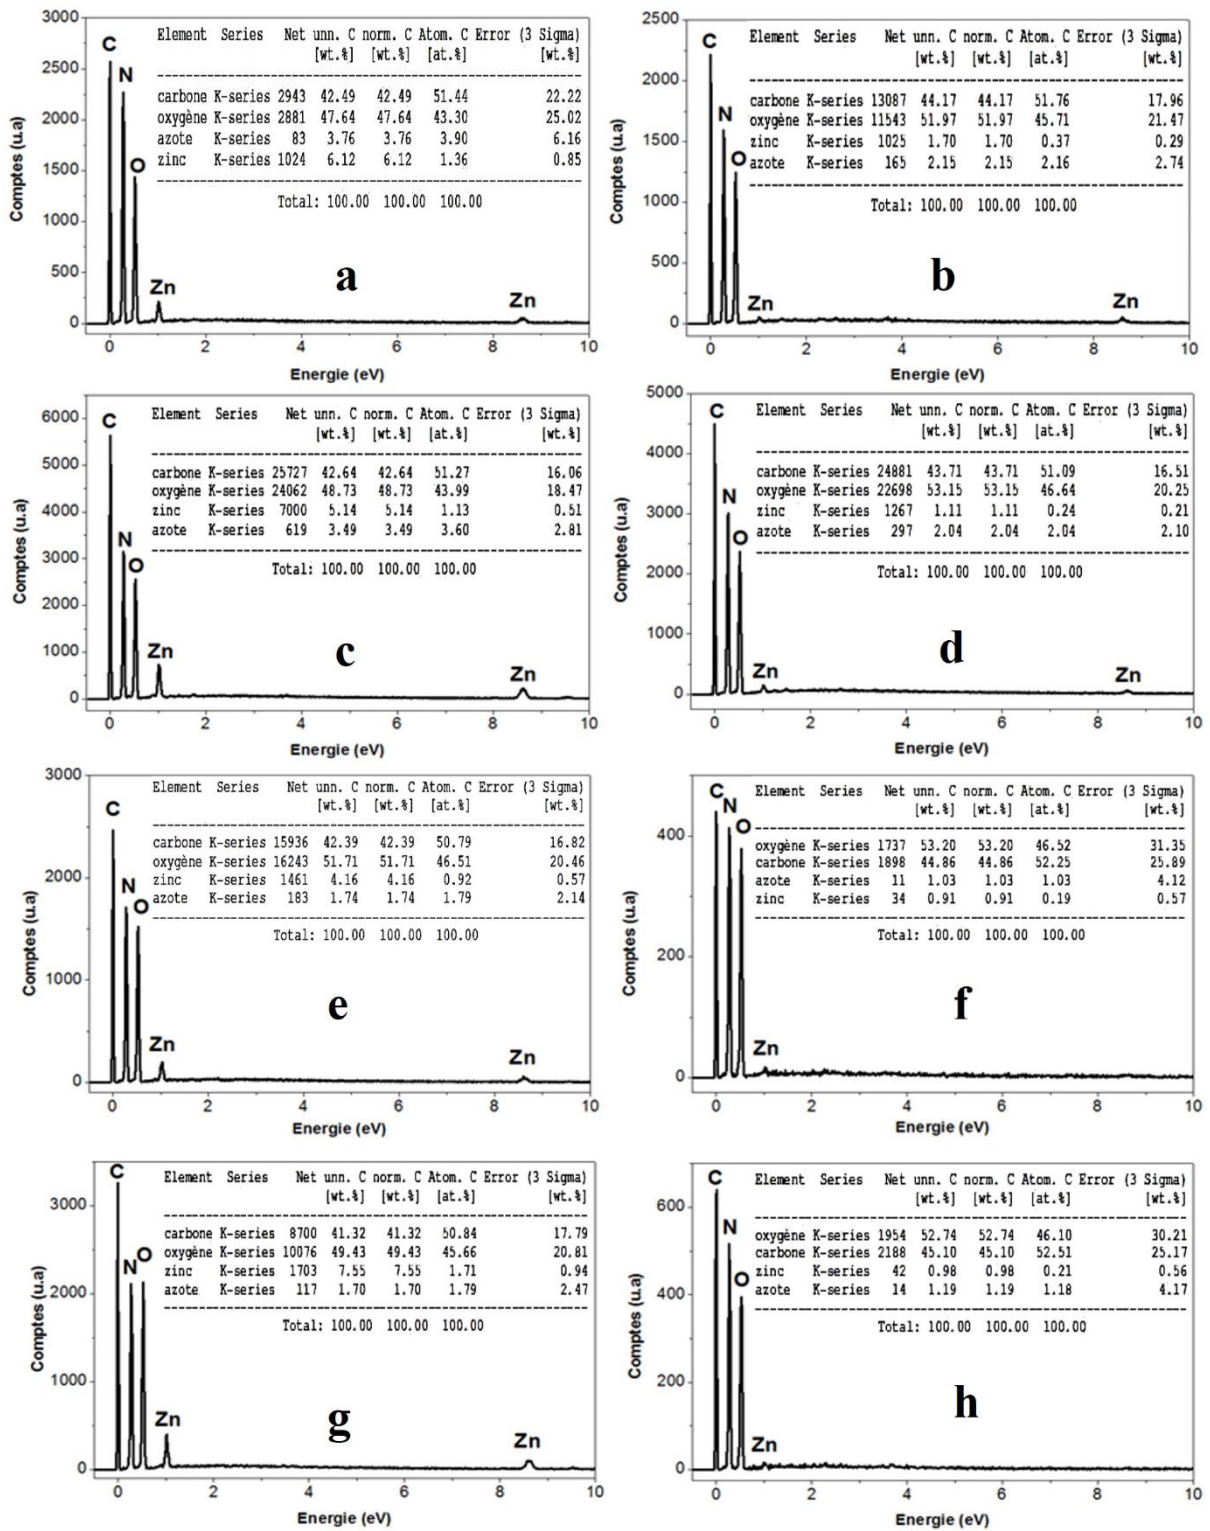 3000
2500
2000
1500
1000
500
0
Comptes (u.a)
C
N
O
Zn
Zn
Element Series Net unn. C norm. C Atom. C Error (3 Sigma)
[wt.%] [wt.%] [at.%] [wt.%]
carbone K-series 2943 42.49 42.49 51.44 22.22
oxygène K-series 2881 47.64 47.64 43.30 25.02
azote K-series 83 3.76 3.76 3.90 6.16
zinc K-series 1024 6.12 6.12 1.36 0.85
Total: 100.00 100.00 100.00
a
0 2 4 6 8 10
Energie (eV)
2500
2000
1500
1000
500
0
Comptes (u.a)
C
N
O
Zn
Zn
Element Series Net unn. C norm. C Atom. C Error (3 Sigma)
[wt.%] [wt.%] [at.%] [wt.%]
carbone K-series 13087 44.17 44.17 51.76 17.96
oxygène K-series 11543 51.97 51.97 45.71 21.47
zinc K-series 1025 1.70 1.70 0.37 0.29
azote K-series 165 2.15 2.15 2.16 2.74
Total: 100.00 100.00 100.00
b
0 2 4 6 8 10
Energie (eV)
6000
5000
4000
3000
2000
1000
0
Comptes (u.a)
C
N
O
Zn
Zn
Element Series Net unn. C norm. C Atom. C Error (3 Sigma)
[wt.%] [wt.%] [at.%] [wt.%]
carbone K-series 25727 42.64 42.64 51.27 16.06
oxygène K-series 24062 48.73 48.73 43.99 18.47
zinc K-series 7000 5.14 5.14 1.13 0.51
azote K-series 619 3.49 3.49 3.60 2.81
Total: 100.00 100.00 100.00
c
0 2 4 6 8 10
Energie (eV)
5000
4000
3000
2000
1000
0
Comptes (u.a)
C
N
O
Zn
Zn
Element Series Net unn. C norm. C Atom. C Error (3 Sigma)
[wt.%] [wt.%] [at.%] [wt.%]
carbone K-series 24881 43.71 43.71 51.09 16.51
oxygène K-series 22698 53.15 53.15 46.64 20.25
zinc K-series 1267 1.11 1.11 0.24 0.21
azote K-series 297 2.04 2.04 2.04 2.10
Total: 100.00 100.00 100.00
d
0 2 4 6 8 10
Energie (eV)
3000
2000
1000
0
Comptes (u.a)
C
N
O
Zn
Zn
Element Series Net unn. C norm. C Atom. C Error (3 Sigma)
[wt.%] [wt.%] [at.%] [wt.%]
carbone K-series 15936 42.39 42.39 50.79 16.82
oxygène K-series 16243 51.71 51.71 46.51 20.46
zinc K-series 1461 4.16 4.16 0.92 0.57
azote K-series 183 1.74 1.74 1.79 2.14
Total: 100.00 100.00 100.00
e
0 2 4 6 8 10
Energie (eV)
400
200
0
Comptes (u.a)
C
N
O
Zn
Element Series Net unn. C norm. C Atom. C Error (3 Sigma)
[wt.%] [wt.%] [at.%] [wt.%]
oxygène K-series 1737 53.20 53.20 46.52 31.35
carbone K-series 1898 44.86 44.86 52.25 25.89
azote K-series 11 1.03 1.03 1.03 4.12
zinc K-series 34 0.91 0.91 0.19 0.57
Total: 100.00 100.00 100.00
f
0 2 4 6 8 10
Energie (eV)
3000
2000
1000
0
Comptes (u.a)
C
N
O
Zn
Zn
Element Series Net unn. C norm. C Atom. C Error (3 Sigma)
[wt.%] [wt.%] [at.%] [wt.%]
carbone K-series 8700 41.32 41.32 50.84 17.79
oxygène K-series 10076 49.43 49.43 45.66 20.81
zinc K-series 1703 7.55 7.55 1.71 0.94
azote K-series 117 1.70 1.70 1.79 2.47
Total: 100.00 100.00 100.00
g
0 2 4 6 8 10
Energie (eV)
600
400
200
0
Comptes (u.a)
C
N
O
Zn
Element Series Net unn. C norm. C Atom. C Error (3 Sigma)
[wt.%] [wt.%] [at.%] [wt.%]
oxygène K-series 1954 52.74 52.74 46.10 30.21
carbone K-series 2188 45.10 45.10 52.51 25.17
zinc K-series 42 0.98 0.98 0.21 0.56
azote K-series 14 1.19 1.19 1.18 4.17
Total: 100.00 100.00 100.00
h
0 2 4 6 8 10
Energie (eV)